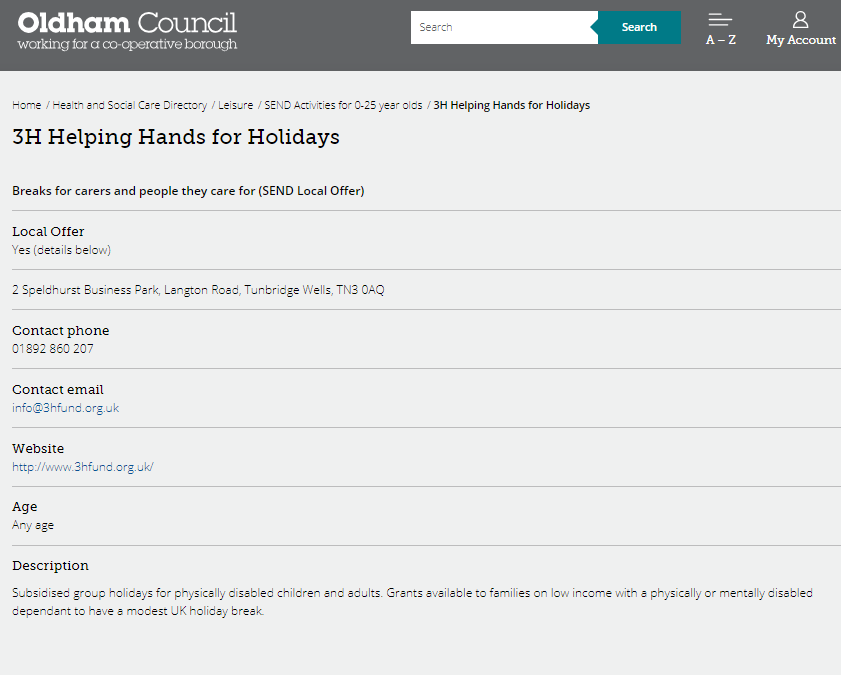 Oldham Council
working for a co-operative borough
Search
Search
A – Z
My Account
Home / Health and Social Care Directory / Leisure / SEND Activities for 0-25 year olds / 3H Helping Hands for Holidays
3H Helping Hands for Holidays
Breaks for carers and people they care for (SEND Local Offer)
Local Offer
Yes (details below)
2 Speldhurst Business Park, Langton Road, Tunbridge Wells, TN3 0AQ
Contact phone
01892 860 207
Contact email
info@3hfund.org.uk
Website
http://www.3hfund.org.uk/
Age
Any age
Description
Subsidised group holidays for physically disabled children and adults. Grants available to families on low income with a physically or mentally disabled
dependant to have a modest UK holiday break.